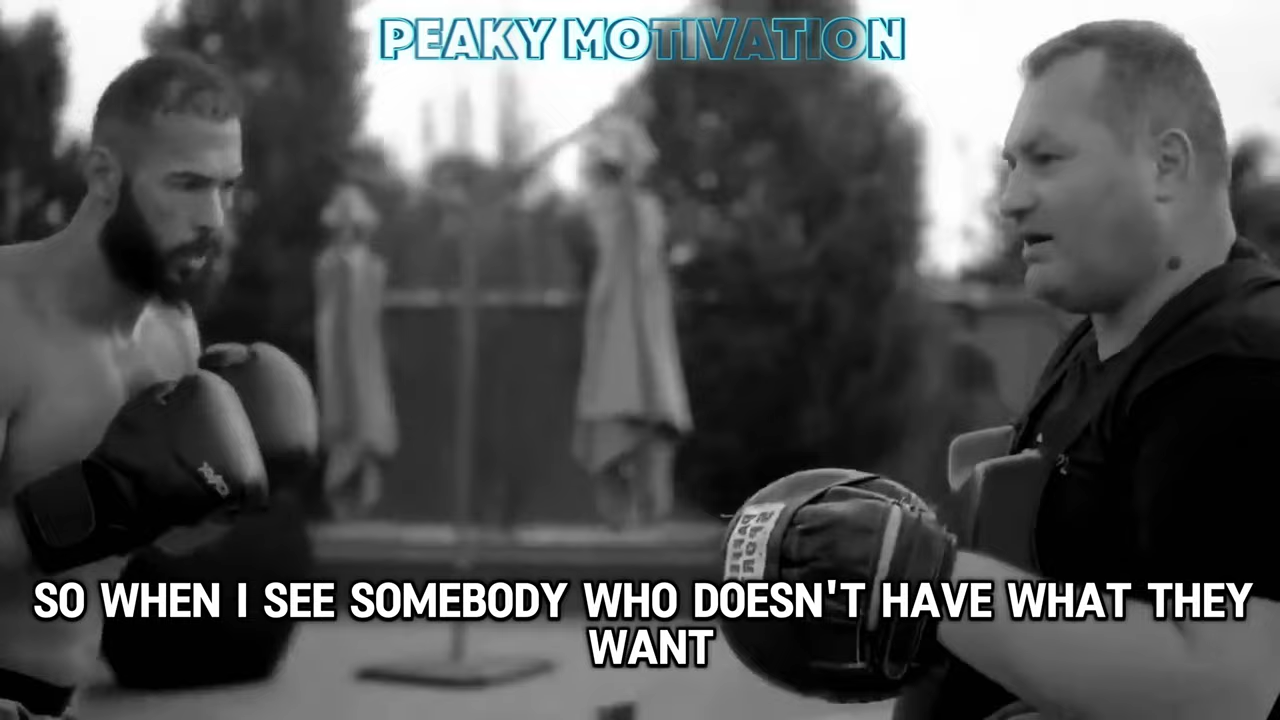 PEAKY MOTIVATION
SO WHEN I SEE SOMEBODY WHO DOESN'T HAVE WHAT THEY
WANT